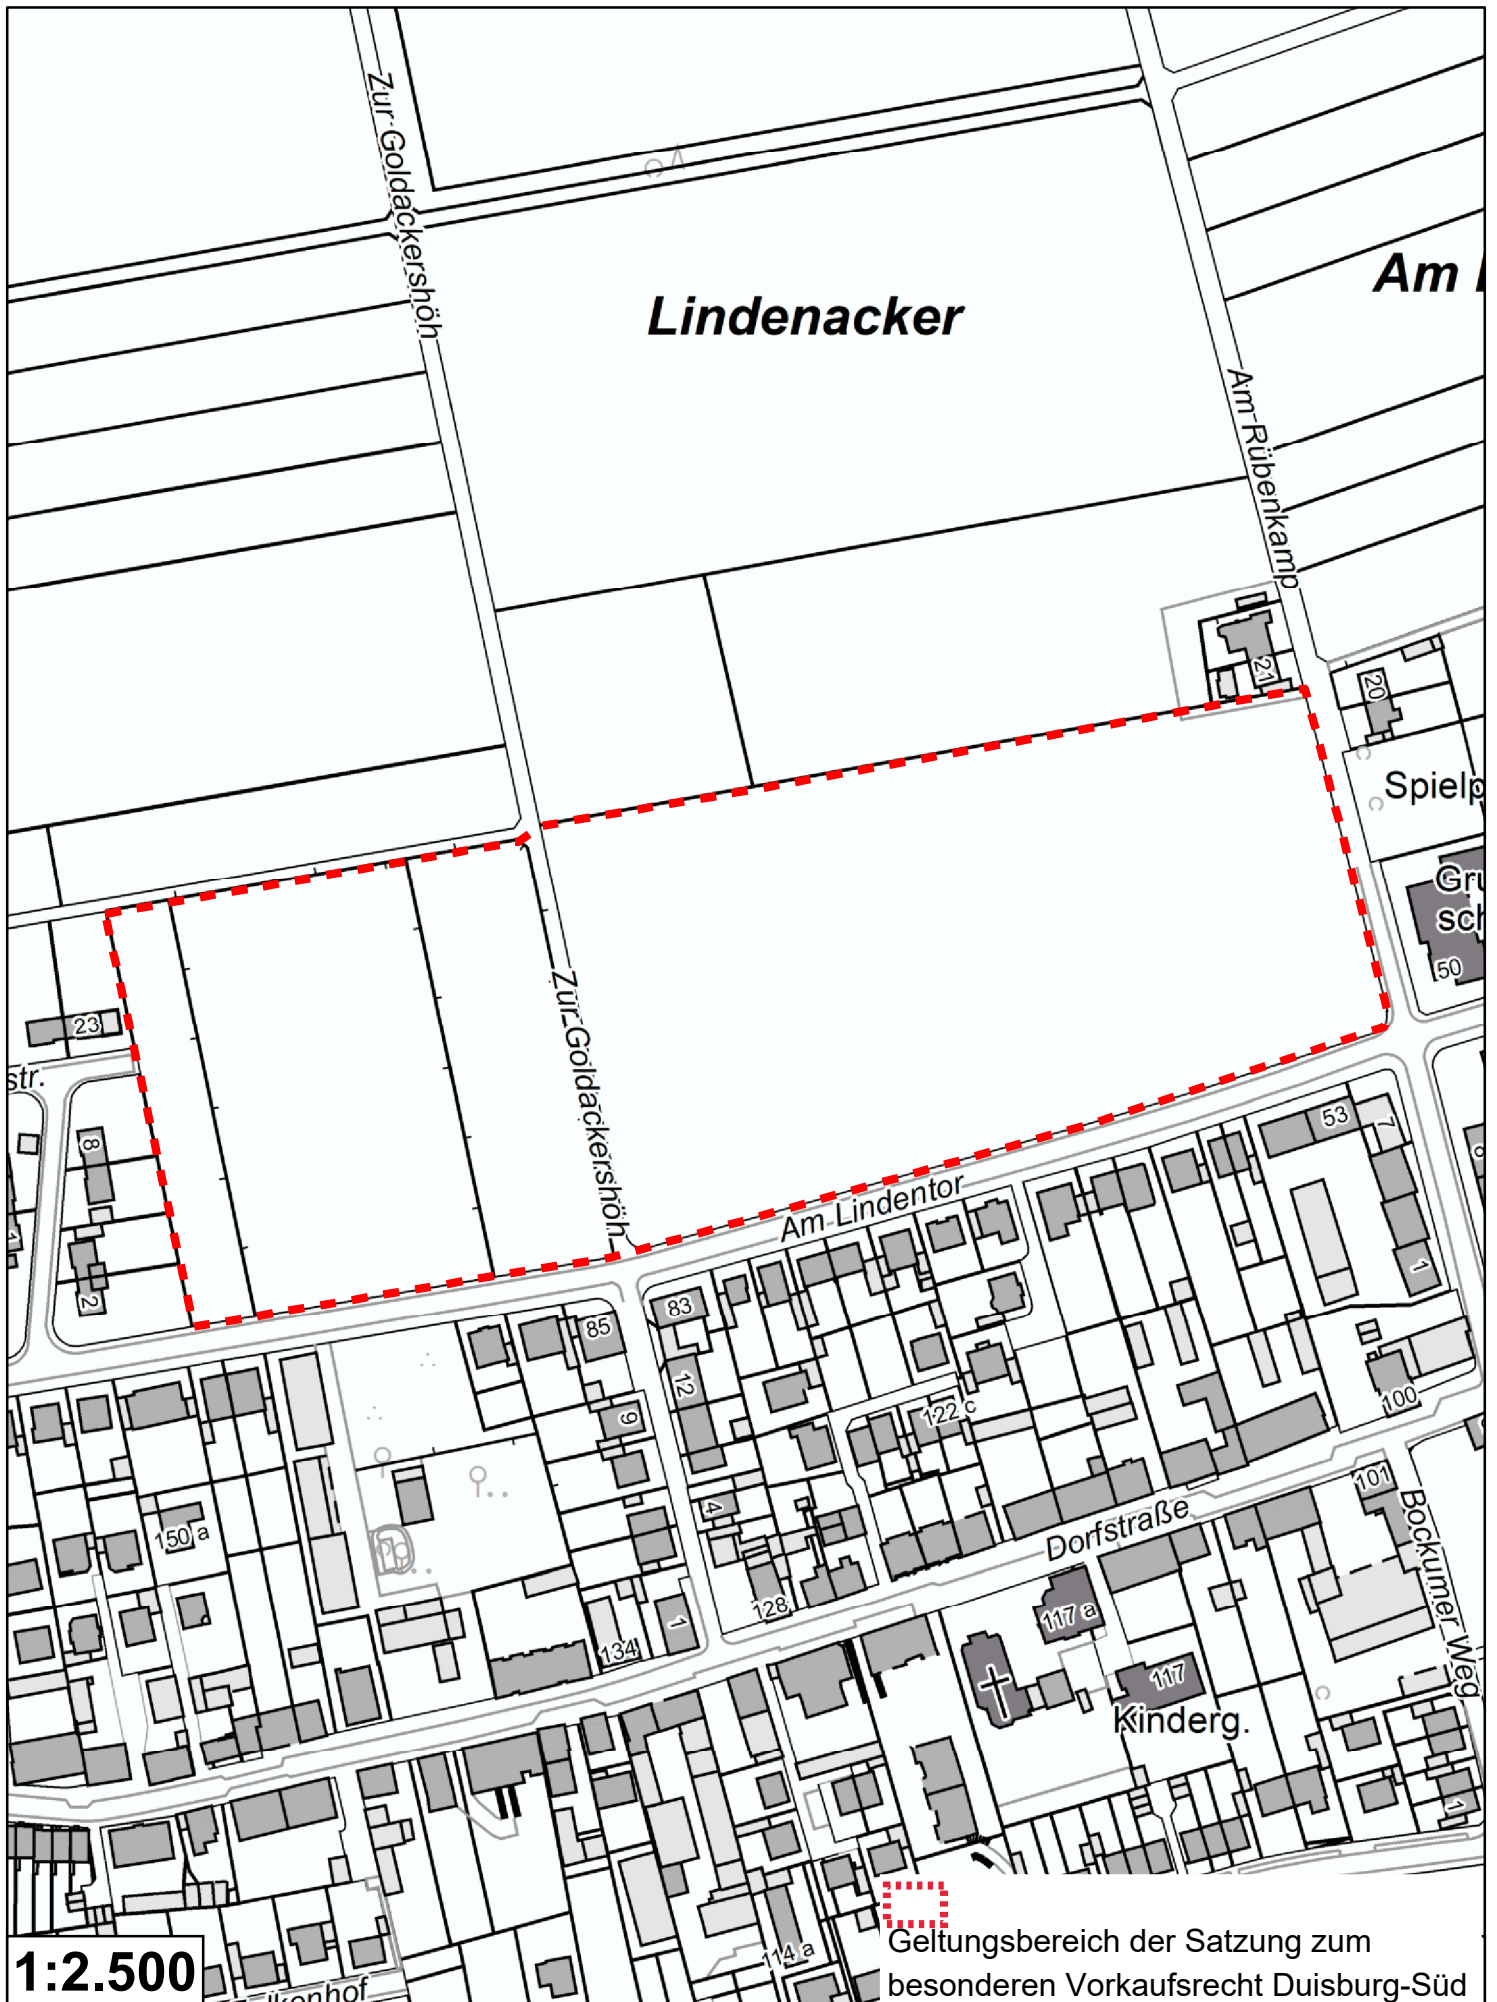 Zur Goldackershöh
Lindenacker
Am
Am Rübenkamp
21
20
Spielp
Gru
sch
50
23
str.
Zur Goldackershöh
8
2
Am Lindentor
53
7
1
85
83
12
9
122 c
100
101
4
150 a
Dorfstraße
Bockumer Weg
128
1
134
117 a
117
Kinderg.
1
114 a
1:2.500
lkenhof
Geltungsbereich der Satzung zum
besonderen Vorkaufsrecht Duisburg-Süd